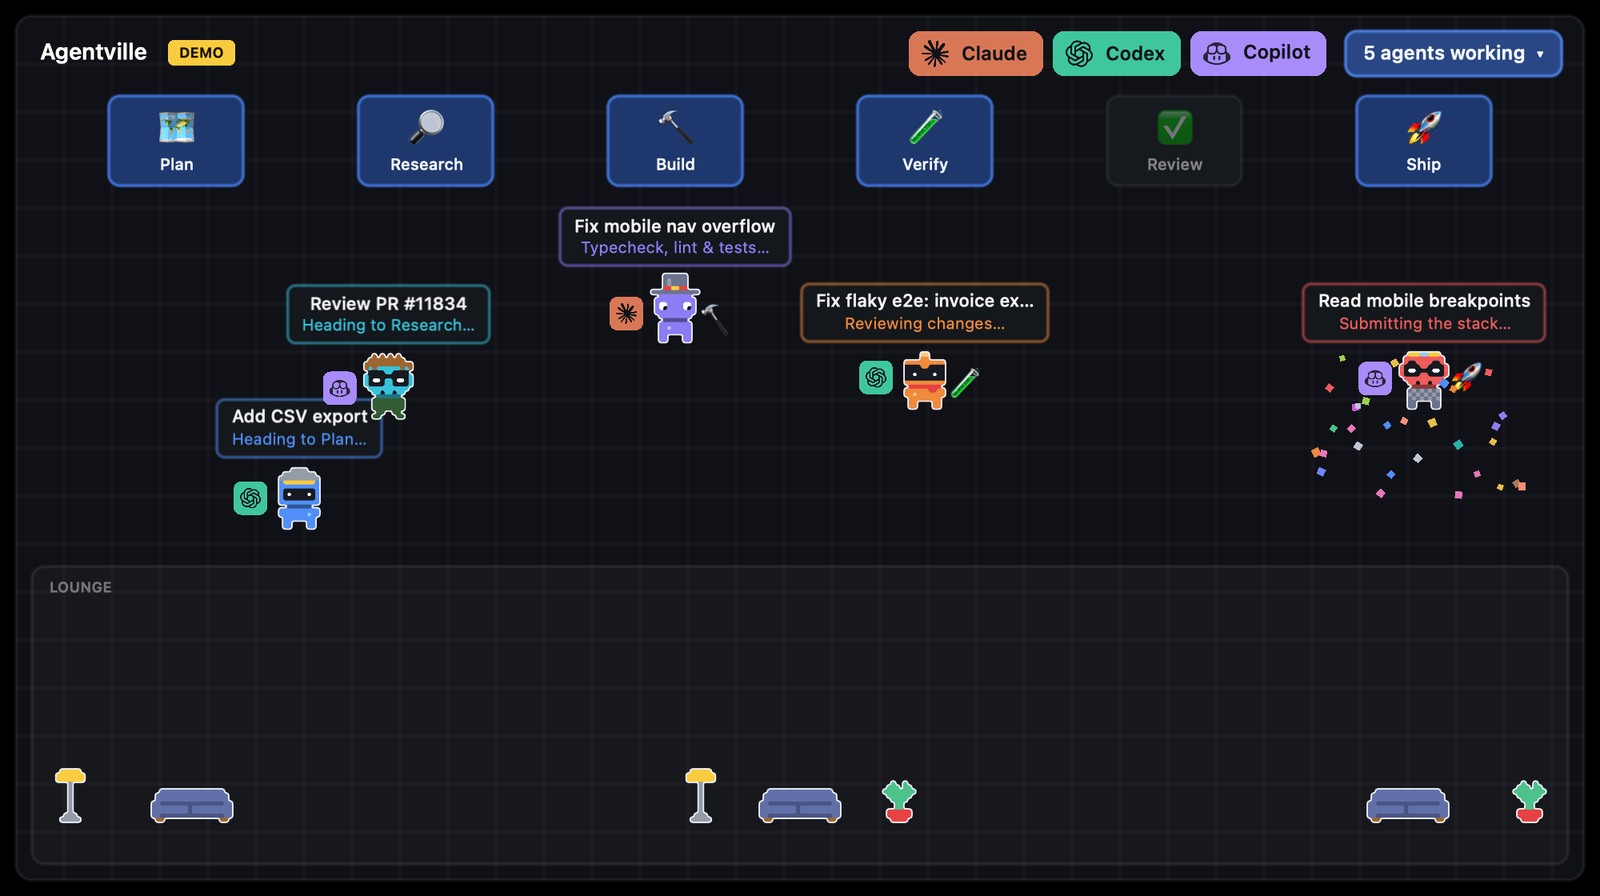 Agentville
DEMO
Claude
Codex
Copilot
5 agents working
Plan
Research
Build
Verify
Review
Ship
Fix mobile nav overflow
Typecheck, lint & tests...
Review PR #11834
Heading to Research...
Fix flaky e2e: invoice ex...
Reviewing changes...
Read mobile breakpoints
Submitting the stack...
Add CSV export
Heading to Plan...
LOUNGE